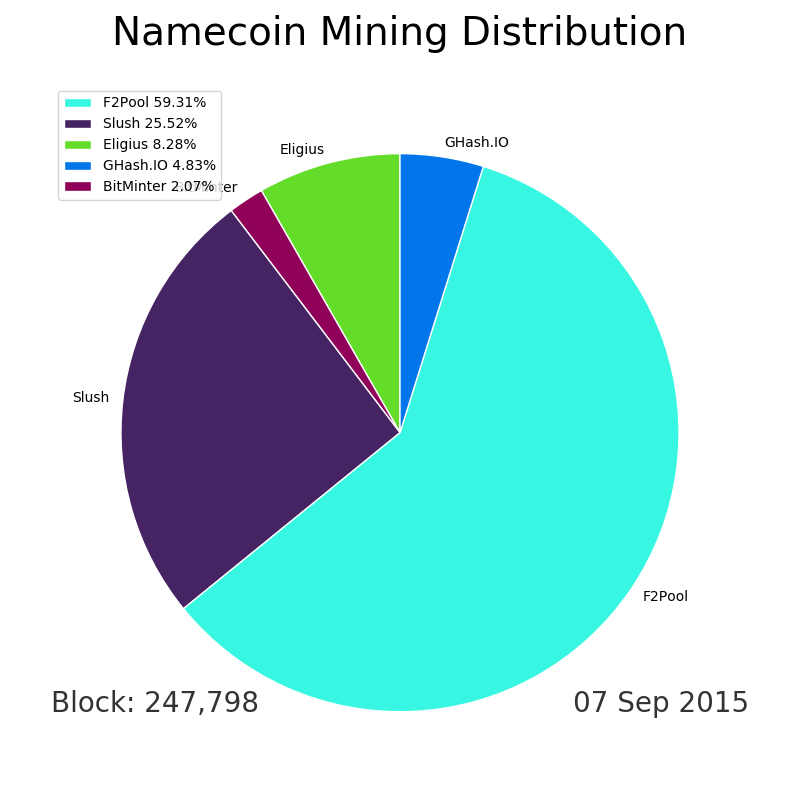 Namecoin Mining Distribution
F2Pool 59.31%
Slush 25.52%
Eligius 8.28%
GHash.IO 4.83%
BitMinter 2.07%
GHash.IO
Eligius
BitMinter
Slush
F2Pool
Block: 247,798
07 Sep 2015